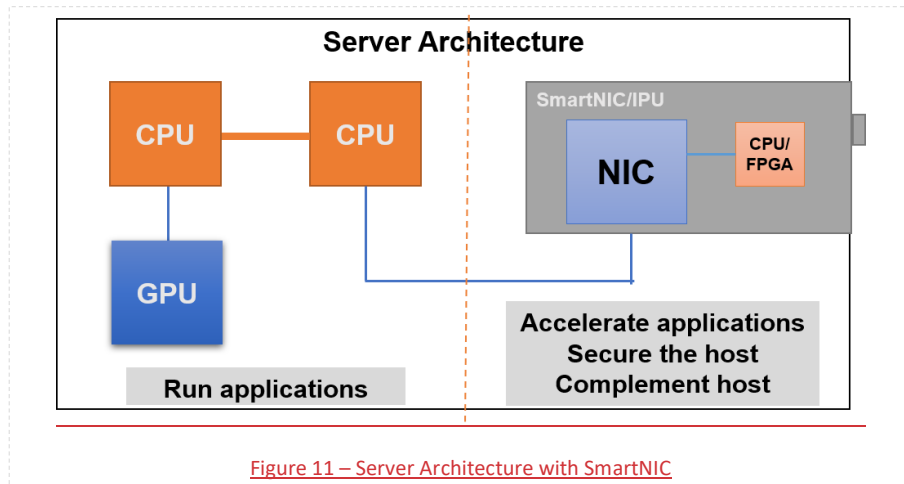 Server Architecture
CPU
CPU
GPU
Run applications
SmartNIC/IPU
NIC
CPU/
FPGA
Accelerate applications
Secure the host
Complement host
Figure 11 – Server Architecture with SmartNIC